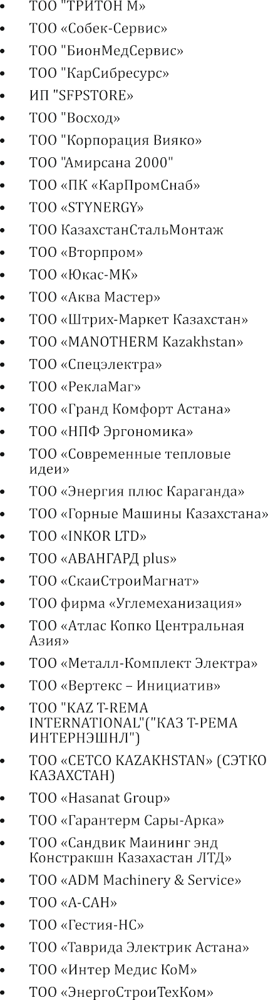 • ТОО "ТРИТОН М»
• ТОО «Собек-Сервис»
• ТОО "БионМедСервис»
• ТОО "КарСибресурс»
• ИП "SFPSTORE»
• ТОО "Восход»
• ТОО "Корпорация Вияко»
• ТОО "Амирсана 2000"
• ТОО «ПК «КарПромСнаб»
• ТОО «STYNERGY»
• ТОО КазахстанСтальМонтаж
• ТОО «Вторпром»
• ТОО «Юкас-МК»
• ТОО «Аква Мастер»
• ТОО «Штрих-Маркет Казахстан»
• ТОО «MANOTHERM Kazakhstan»
• ТОО «Спецэлектра»
• ТОО «РеклаМаг»
• ТОО «Гранд Комфорт Астана»
• ТОО «НПФ Эргономика»
• ТОО «Современные тепловые
идеи»
• ТОО «Энергия плюс Караганда»
• ТОО «Горные Машины Казахстана»
• ТОО «INKOR LTD»
• ТОО «АВАНГАРД plus»
• ТОО «СкаиСтроиМагнат»
• ТОО фирма «Углемеханизация»
• ТОО «Атлас Копко Центральная
Азия»
• ТОО «Металл-Комплект Электра»
• ТОО «Вертекс – Инициатив»
• ТОО "KAZ T-REMA
INTERNATIONAL"("КАЗ Т-РЕМА
ИНТЕРНЭШНЛ")
• ТОО «CETCO KAZAKHSTAN» (СЭТКО
КАЗАХСТАН)
• ТОО «Hasanat Group»
• ТОО «Гарантерм Сары-Арка»
• ТОО «Сандвик Маининг энд
Констракшн Казахастан ЛТД»
• ТОО «ADM Machinery & Service»
• ТОО «А-САН»
• ТОО «Гестия-НС»
• ТОО «Таврида Электрик Астана»
• ТОО «Интер Медис КоМ»
• ТОО «ЭнергоСтроиТехКом»